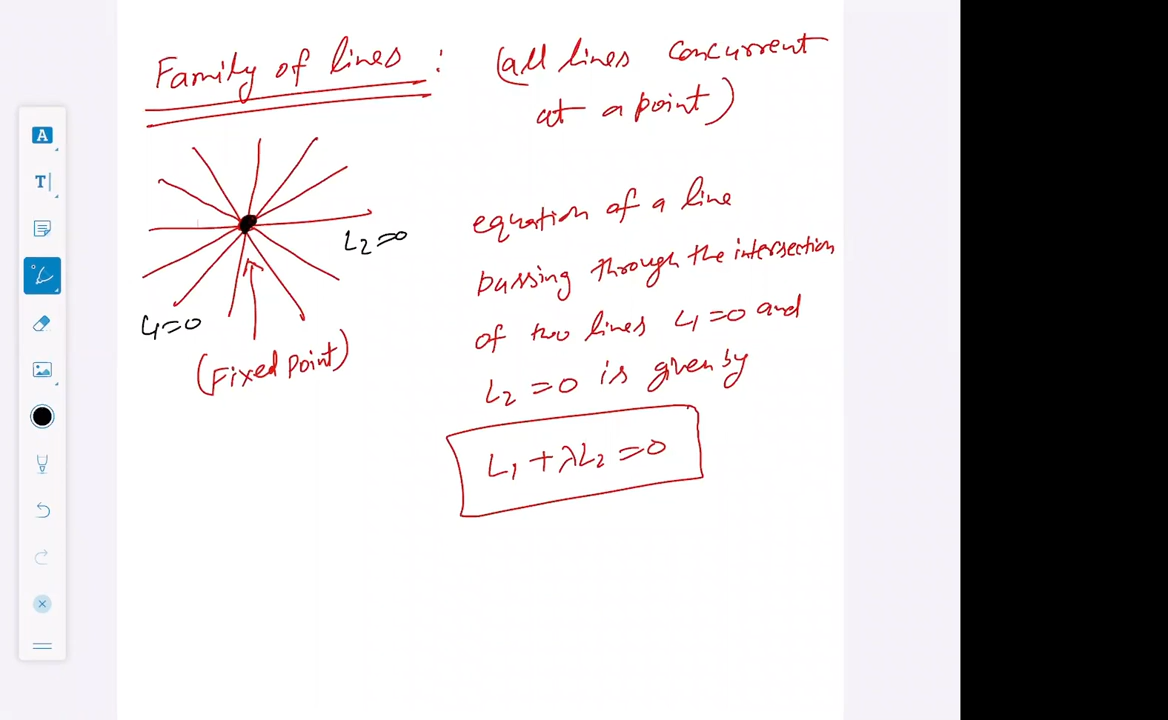 Family of lines : (all lines concurrent
at a point)
L2=0
L1=0
(Fixed Point)
equation of a line
passing through the intersection
of two lines L1=0 and
L2=0 is given by
L1+λL2=0
A
T